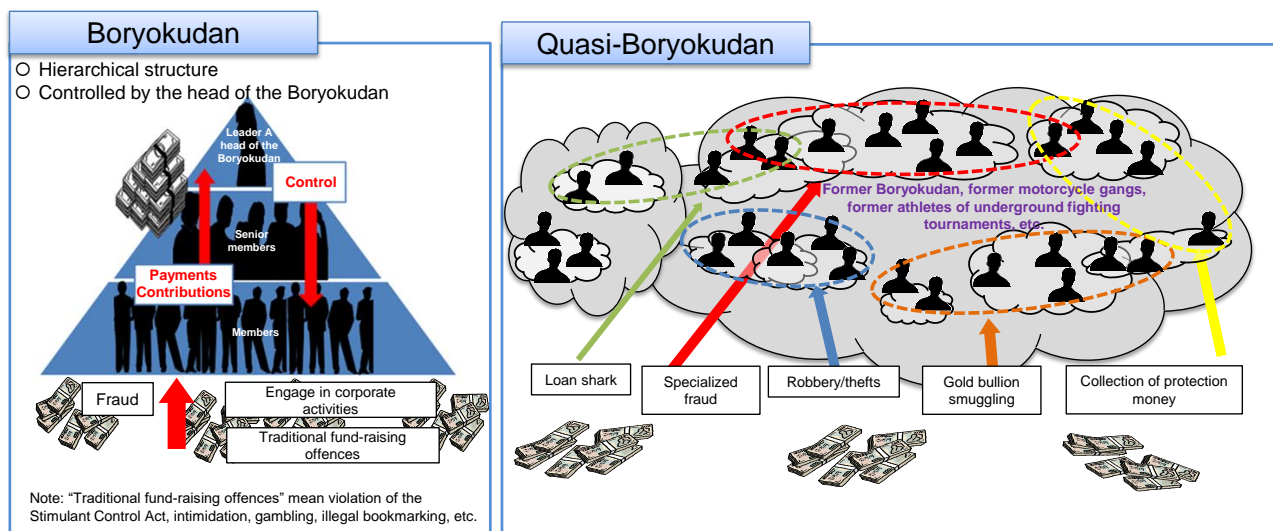 Boryokudan
○ Hierarchical structure
○ Controlled by the head of the Boryokudan
Leader A
head of the
Boryokudan
Control
Senior
members
Payments
Contributions
Members
Fraud
Engage in corporate
activities
Traditional fund-raising
offences
Note: “Traditional fund-raising offences” mean violation of the
Stimulant Control Act, intimidation, gambling, illegal bookmarking, etc.
Quasi-Boryokudan
Former Boryokudan, former motorcycle gangs,
former athletes of underground fighting
tournaments, etc.
Loan shark
Specialized
fraud
Robbery/thefts
Gold bullion
smuggling
Collection of protection
money